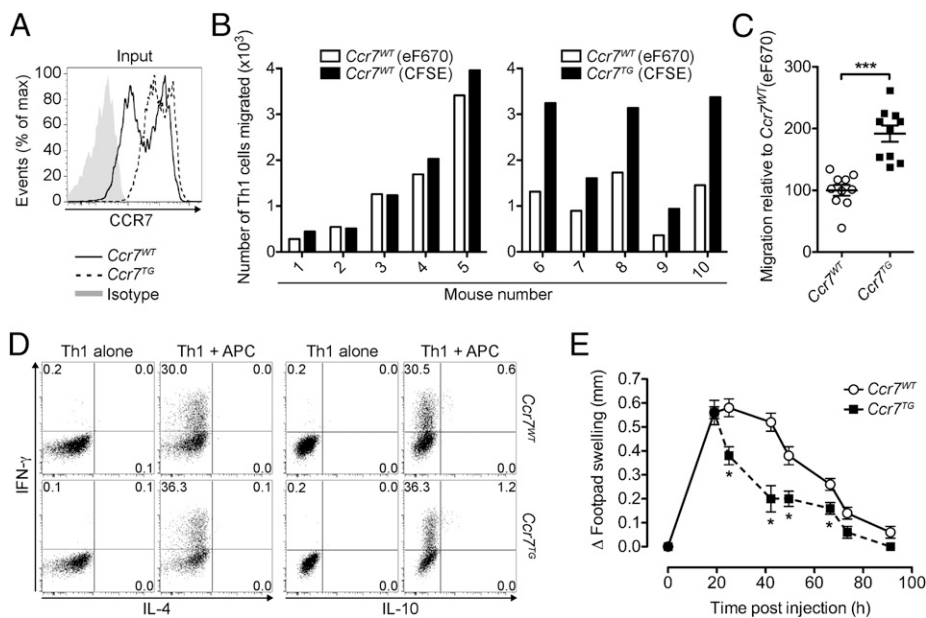 A
Input
Events (% of max)
100
80
60
40
20
0
CCR7
Ccr7WT
Ccr7TG
Isotype
B
Number of Th1 cells migrated (x10³)
Ccr7WT (eF670)
Ccr7WT (CFSE)
4
3
2
1
0
1 2 3 4 5
Ccr7WT (eF670)
Ccr7TG (CFSE)
4
3
2
1
0
6 7 8 9 10
Mouse number
C
Migration relative to Ccr7WT(eF670)
***
300
200
100
0
Ccr7WT Ccr7TG
D
Th1 alone Th1 + APC Th1 alone Th1 + APC
0.2 0.0 30.0 0.0 0.2 0.0 30.5 0.6
0.1 0.0 0.0 0.0
Ccr7WT
0.1 0.1 36.3 0.1 0.2 0.0 36.3 1.2
0.0 0.0 0.0 0.0
Ccr7TG
IFN-γ
IL-4 IL-10
E
Δ Footpad swelling (mm)
0.7
0.6
0.5
0.4
0.3
0.2
0.1
0.0
Ccr7WT
Ccr7TG
* * * *
0 20 40 60 80 100
Time post injection (h)